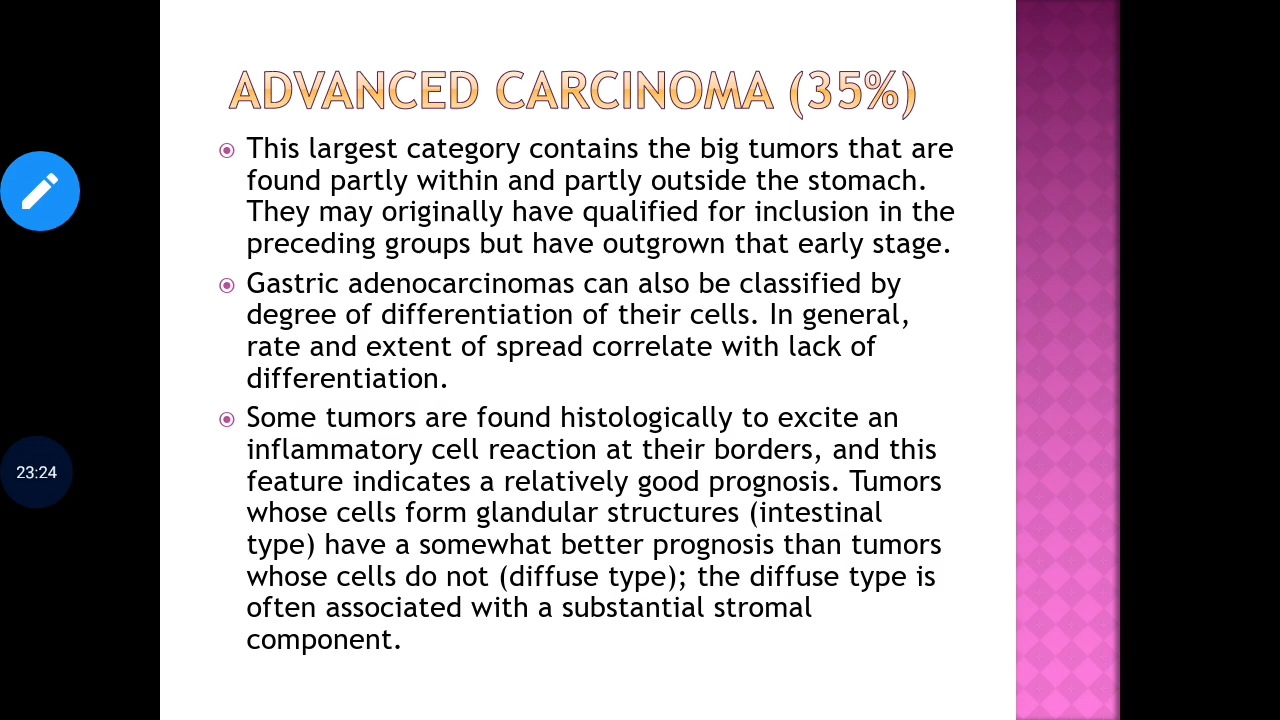 ADVANCED CARCINOMA (35%)
This largest category contains the big tumors that are
found partly within and partly outside the stomach.
They may originally have qualified for inclusion in the
preceding groups but have outgrown that early stage.
Gastric adenocarcinomas can also be classified by
degree of differentiation of their cells. In general,
rate and extent of spread correlate with lack of
differentiation.
Some tumors are found histologically to excite an
inflammatory cell reaction at their borders, and this
feature indicates a relatively good prognosis. Tumors
whose cells form glandular structures (intestinal
type) have a somewhat better prognosis than tumors
whose cells do not (diffuse type); the diffuse type is
often associated with a substantial stromal
component.
23:24